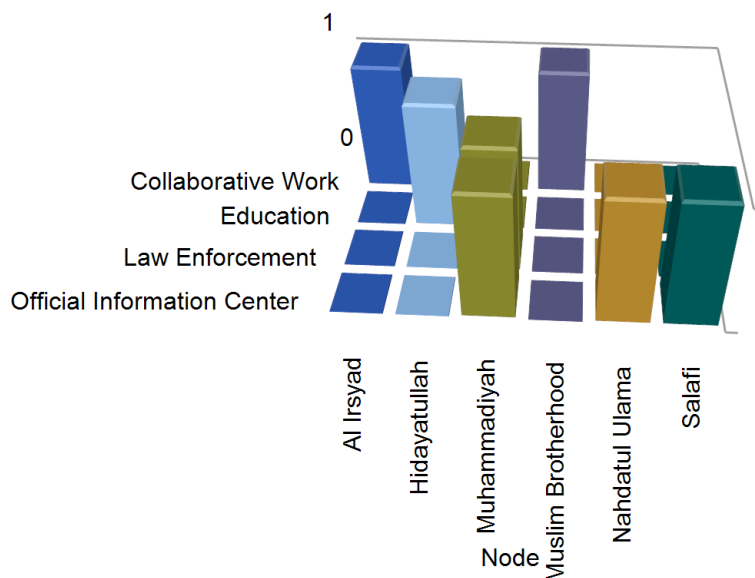 1
0
Collaborative Work
Education
Law Enforcement
Official Information Center
Al Irsyad
Hidayatullah
Muhammadiyah
Muslim Brotherhood
Nahdatul Ulama
Salafi
Node